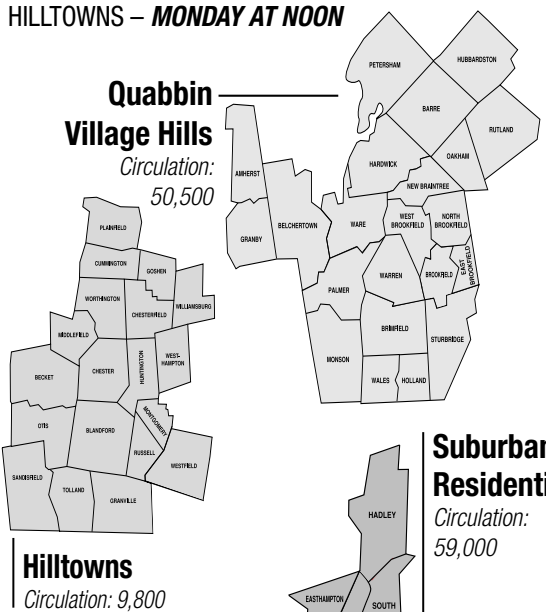 HILLTOWNS – MONDAY AT NOON
Quabbin
Village Hills
Circulation:
50,500
PETERSHAM
HUBBARDSTON
BARRE
RUTLAND
HARDWICK
OAKHAM
NEW BRAINTREE
AMHERST
GRANBY
BELCHERTOWN
WARE
WEST
BROOKFIELD
NORTH
BROOKFIELD
EAST
BROOKFIELD
BROOKFIELD
WARREN
PALMER
MONSON
BRIMFIELD
STURBRIDGE
WALES
HOLLAND
PLAINFIELD
CUMMINGTON
GOSHEN
WORTHINGTON
CHESTERFIELD
WILLIAMSBURG
MIDDLEFIELD
BECKET
CHESTER
HUNTINGTON
WEST-
HAMPTON
OTIS
BLANDFORD
MONTGOMERY
RUSSELL
WESTFIELD
SANDISFIELD
TOLLAND
GRANVILLE
Hilltowns
Circulation: 9,800
Suburban
Residenti
Circulation:
59,000
HADLEY
EASTHAMPTON
SOUTH